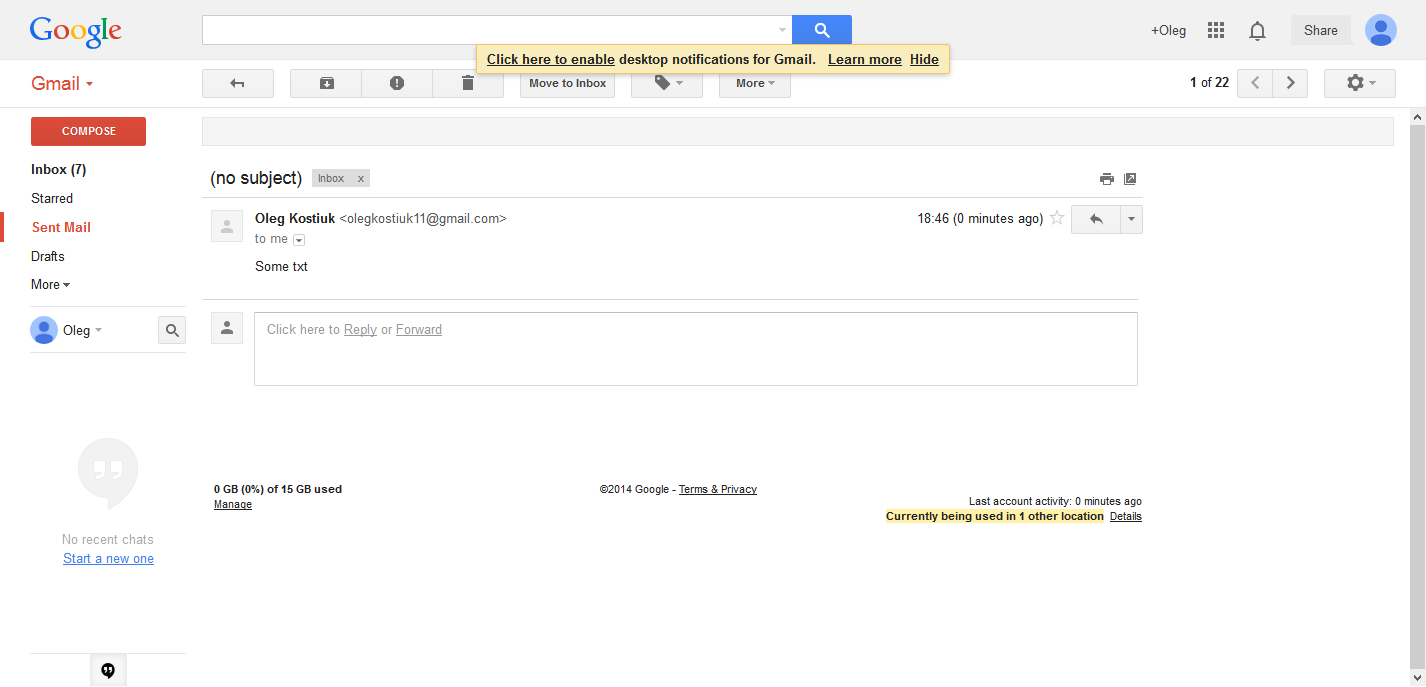 Google
+Oleg
Share
Click here to enable desktop notifications for Gmail. Learn more Hide
Gmail
Move to Inbox
More
1 of 22
COMPOSE
Inbox (7)
Starred
Sent Mail
Drafts
More
Oleg
No recent chats
Start a new one
(no subject)
Inbox x
Oleg Kostiuk <olegkostiuk11@gmail.com>
18:46 (0 minutes ago)
to me
Some txt
Click here to Reply or Forward
0 GB (0%) of 15 GB used
Manage
©2014 Google - Terms & Privacy
Last account activity: 0 minutes ago
Currently being used in 1 other location Details